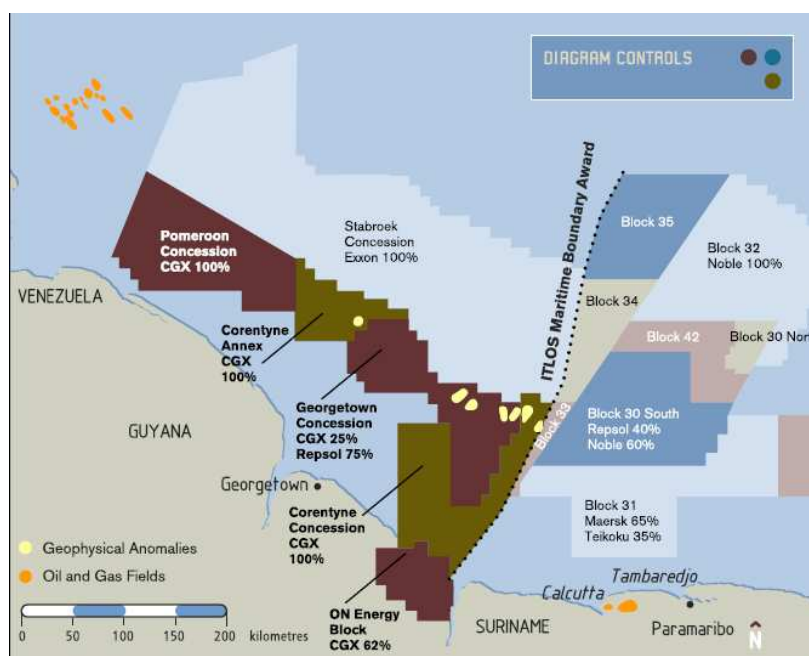 DIAGRAM CONTROLS
ITLOS Maritime Boundary Award
Block 35
Stabroek
Concession
Exxon 100%
Pomeroon
Concession
CGX 100%
Block 32
Noble 100%
VENEZUELA
Block 34
Corentyne
Annex
CGX
100%
Block 42
Block 30 Nor
Georgetown
Concession
CGX 25%
Repsol 75%
Block 33
Block 30 South
Repsol 40%
Noble 60%
GUYANA
Georgetown
Corentyne
Concession
CGX
100%
Block 31
Maersk 65%
Teikoku 35%
Geophysical Anomalies
Oil and Gas Fields
Tambaredjo
Calcutta
ON Energy
Block
CGX 62%
SURINAME
Paramaribo
N
0 50 100 150 200 kilometres